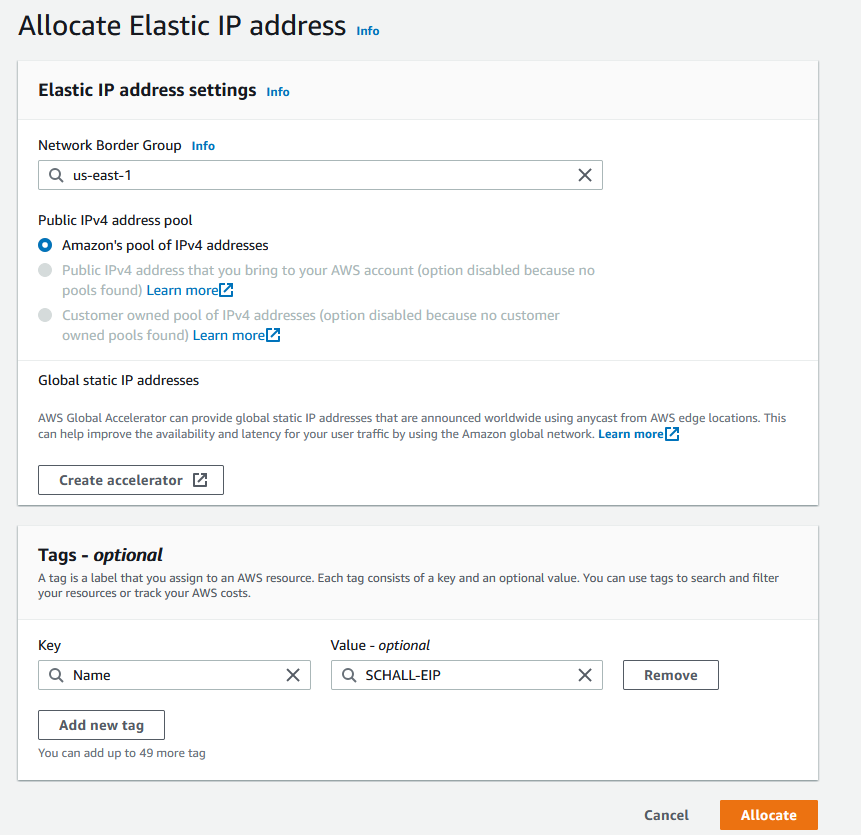 Allocate Elastic IP address Info
Elastic IP address settings Info
Network Border Group Info
us-east-1
Public IPv4 address pool
Amazon's pool of IPv4 addresses
Public IPv4 address that you bring to your AWS account (option disabled because no
pools found) Learn more
Customer owned pool of IPv4 addresses (option disabled because no customer
owned pools found) Learn more
Global static IP addresses
AWS Global Accelerator can provide global static IP addresses that are announced worldwide using anycast from AWS edge locations. This
can help improve the availability and latency for your user traffic by using the Amazon global network. Learn more
Create accelerator
Tags - optional
A tag is a label that you assign to an AWS resource. Each tag consists of a key and an optional value. You can use tags to search and filter
your resources or track your AWS costs.
Key Value - optional
Name SCHALL-EIP Remove
Add new tag
You can add up to 49 more tag
Cancel Allocate